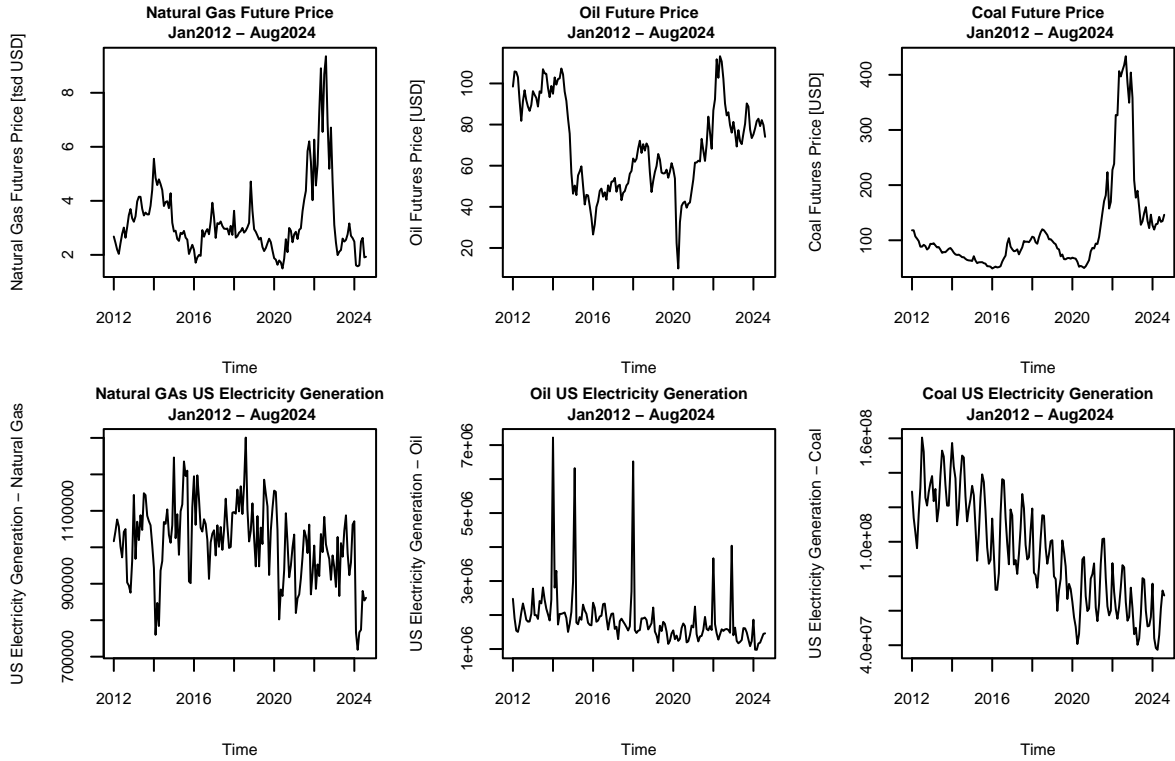 Natural Gas Future Price
Jan2012 – Aug2024
Natural Gas Futures Price [tsd USD]
8
6
4
2
2012 2016 2020 2024
Time
Oil Future Price
Jan2012 – Aug2024
Oil Futures Price [USD]
100
80
60
40
20
2012 2016 2020 2024
Time
Coal Future Price
Jan2012 – Aug2024
Coal Futures Price [USD]
400
300
200
100
2012 2016 2020 2024
Time
Natural GAs US Electricity Generation
Jan2012 – Aug2024
US Electricity Generation – Natural Gas
1100000
900000
700000
2012 2016 2020 2024
Time
Oil US Electricity Generation
Jan2012 – Aug2024
US Electricity Generation – Oil
7e+06
5e+06
3e+06
1e+06
2012 2016 2020 2024
Time
Coal US Electricity Generation
Jan2012 – Aug2024
US Electricity Generation – Coal
1.6e+08
1.0e+08
4.0e+07
2012 2016 2020 2024
Time